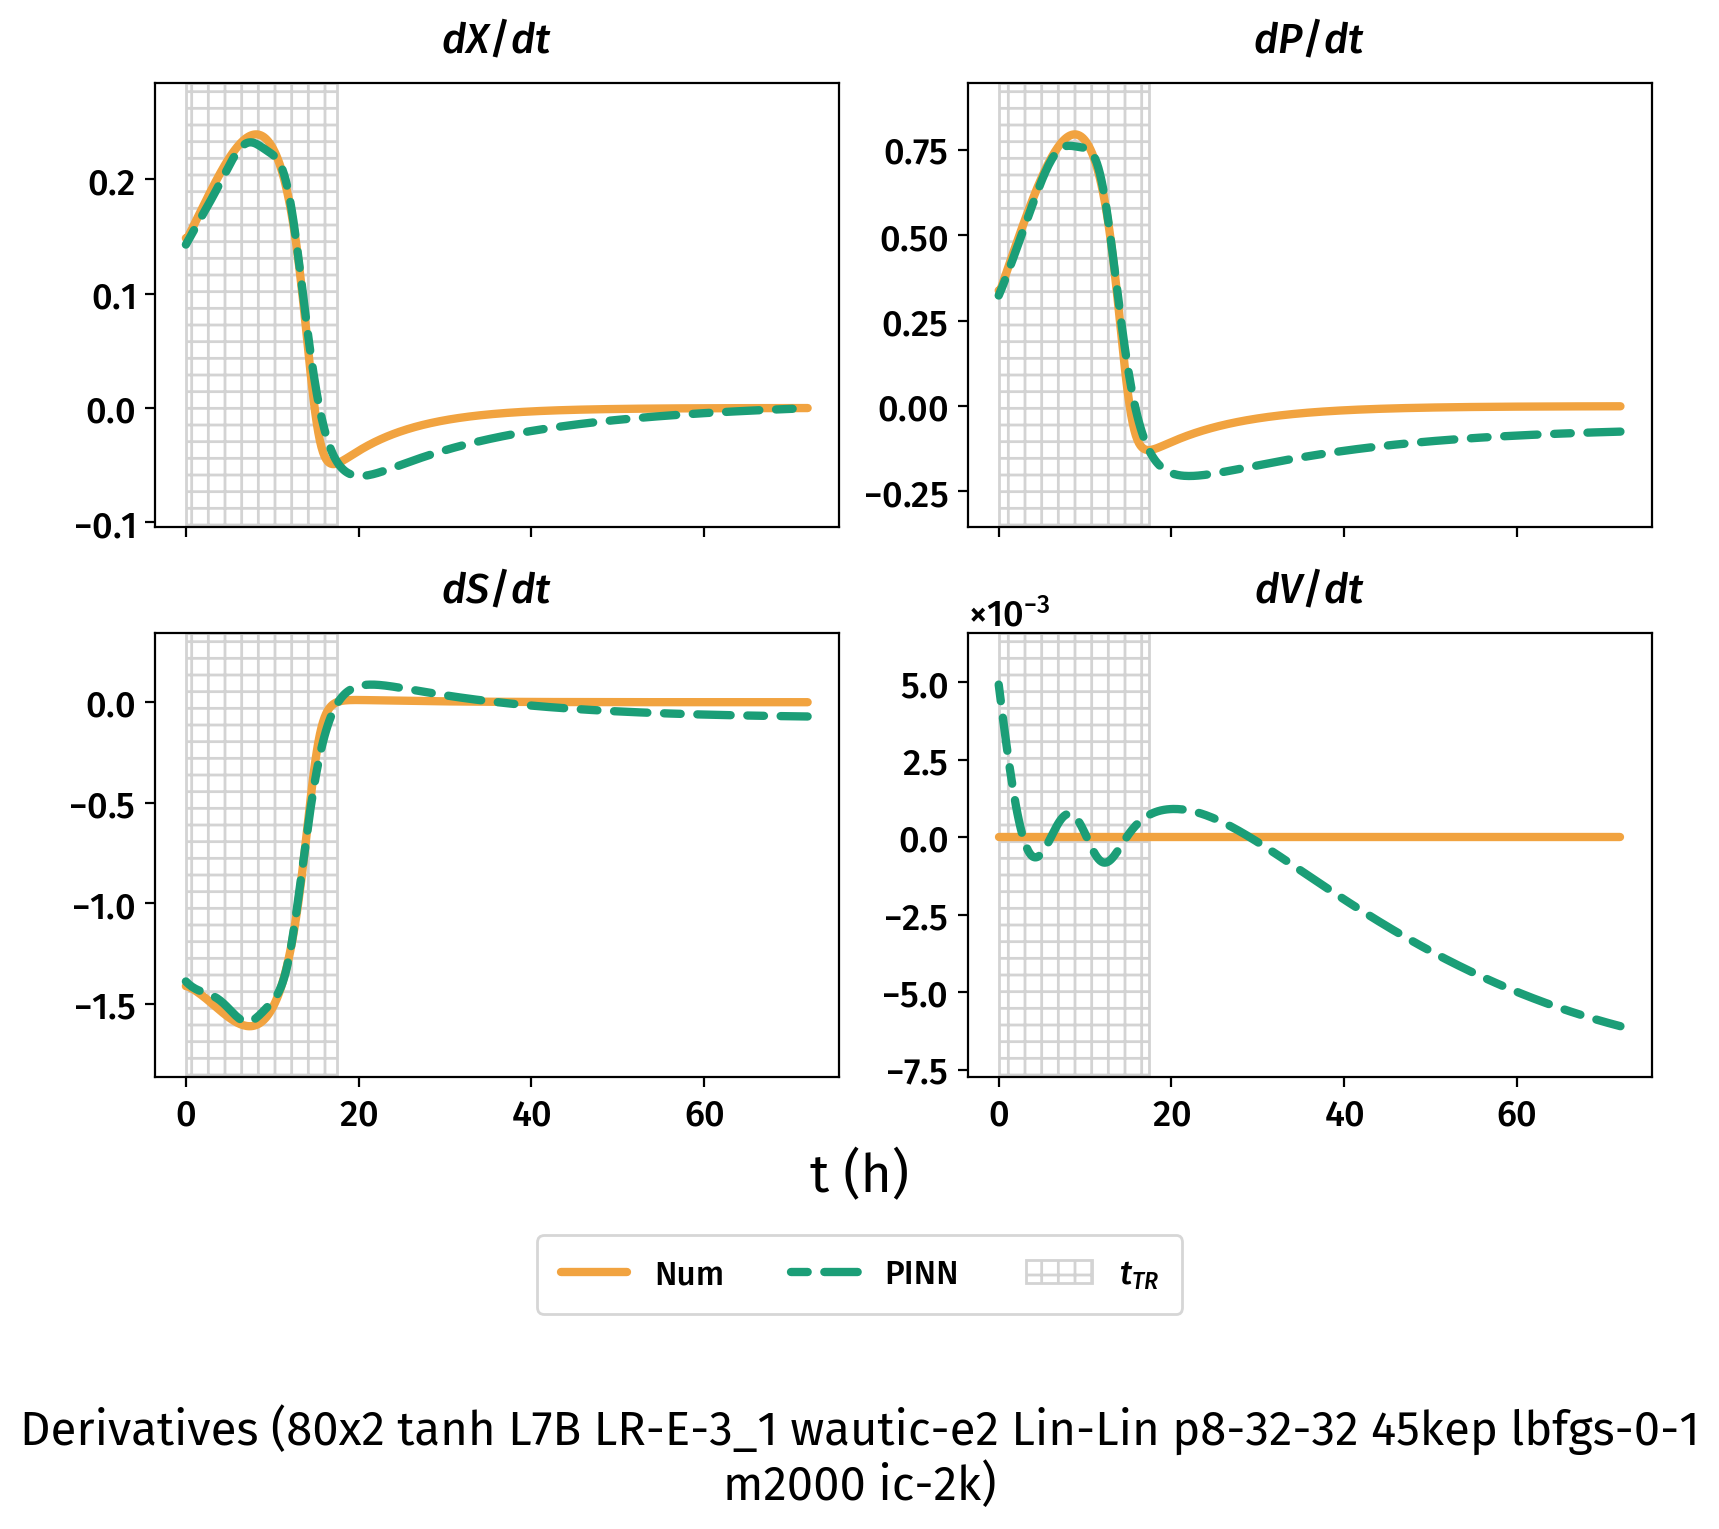 dX/dt
dP/dt
0.2
0.1
0.0
−0.1
0.75
0.50
0.25
0.00
−0.25
dS/dt
dV/dt
×10⁻³
0.0
−0.5
−1.0
−1.5
5.0
2.5
0.0
−2.5
−5.0
−7.5
0 20 40 60
0 20 40 60
t (h)
Num PINN t_TR
Derivatives (80x2 tanh L7B LR-E-3_1 wautic-e2 Lin-Lin p8-32-32 45kep lbfgs-0-1
m2000 ic-2k)